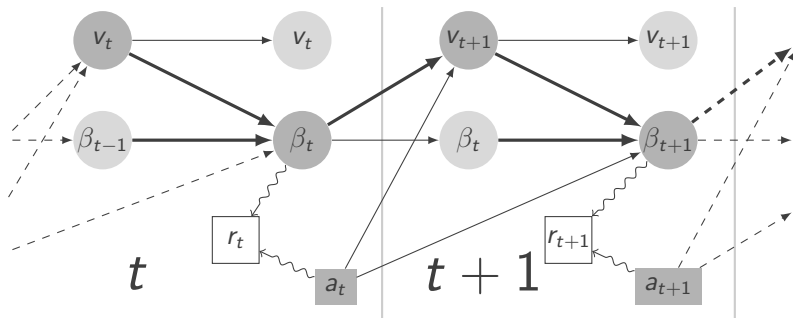 v_t v_t v_{t+1} v_{t+1}
β_{t−1} β_t β_t β_{t+1}
r_t r_{t+1}
t a_t t + 1 a_{t+1}